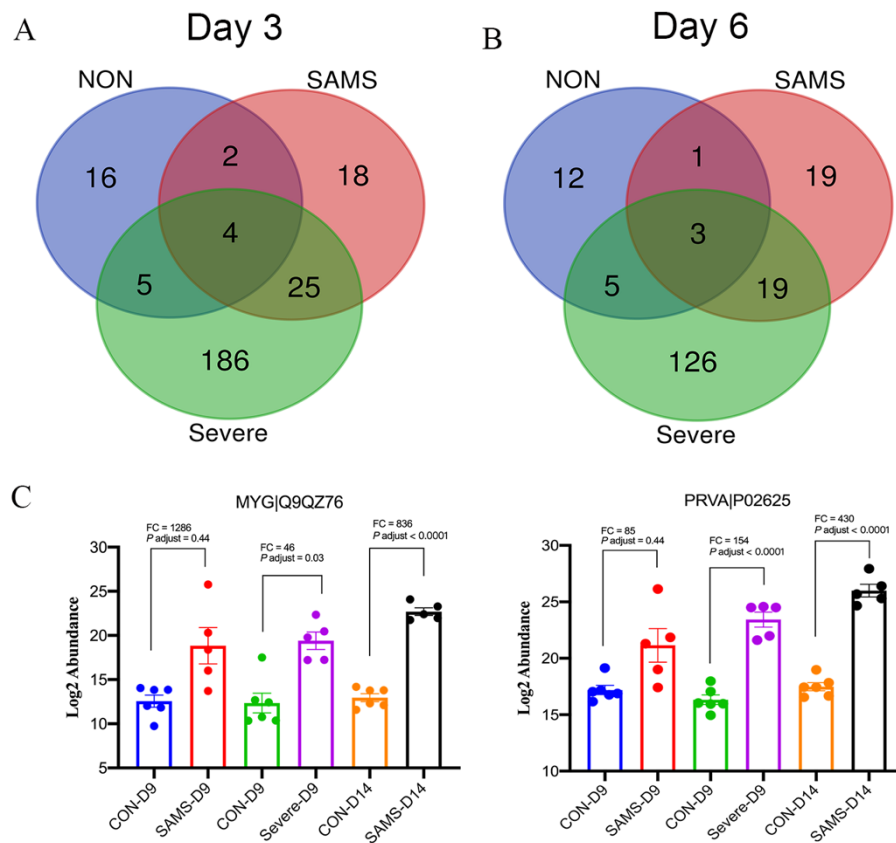 A
Day 3
NON
SAMS
16
2
18
4
5
25
186
Severe
B
Day 6
NON
SAMS
12
1
19
3
5
19
126
Severe
C
MYG|Q9QZ76
FC = 1286
P adjust = 0.44
FC = 46
P adjust = 0.03
FC = 836
P adjust < 0.0001
Log2 Abundance
30
25
20
15
10
5
CON-D9
SAMS-D9
CON-D9
Severe-D9
CON-D14
SAMS-D14
PRVA|P02625
FC = 85
P adjust = 0.44
FC = 154
P adjust < 0.0001
FC = 430
P adjust < 0.0001
Log2 Abundance
30
25
20
15
10
CON-D9
SAMS-D9
CON-D9
Severe-D9
CON-D14
SAMS-D14